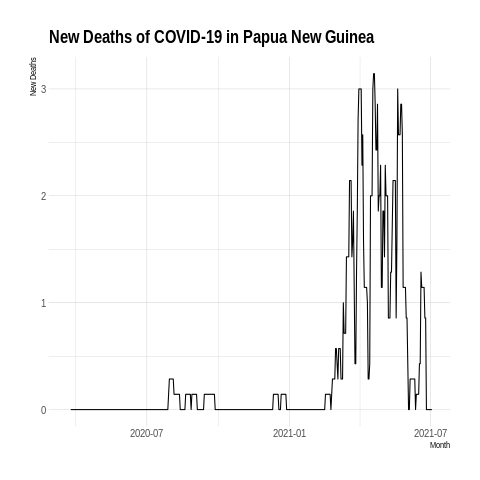 New Deaths of COVID-19 in Papua New Guinea
New Deaths
3
2
1
0
2020-07
2021-01
2021-07
Month